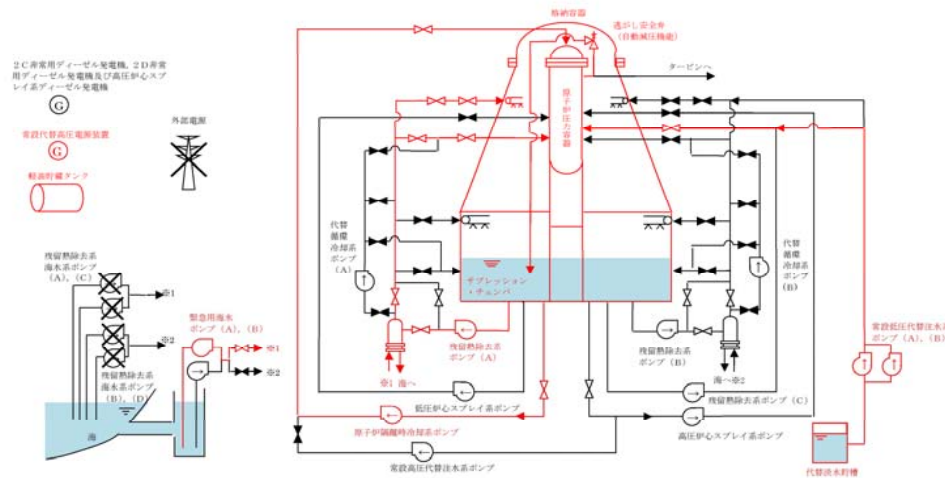 格納容器
逃がし安全弁
(自動減圧機能)
タービンへ
原子炉圧力容器
2C非常用ディーゼル発電機，2D非常
用ディーゼル発電機及び高圧炉心スプ
レイ系ディーゼル発電機
G
外部電源
常設代替高圧電源装置
G
軽油貯蔵タンク
代替
循環
冷却系
ポンプ
(A)
代替
循環
冷却系
ポンプ
(B)
サプレッション
・チェンバ
残留熱除去系
海水系ポンプ
(A)，(C)
※1
※2
残留熱除去系
海水系ポンプ
(B)，(D)
海
緊急用海水
ポンプ(A)，(B)
※1
※2
残留熱除去系
ポンプ(A)
※1 海へ
残留熱除去系
ポンプ(B)
海へ※2
残留熱除去系ポンプ(C)
低圧炉心スプレイ系ポンプ
原子炉隔離時冷却系ポンプ
高圧炉心スプレイ系ポンプ
常設高圧代替注水系ポンプ
常設低圧代替注水系
ポンプ(A)，(B)
代替淡水貯槽